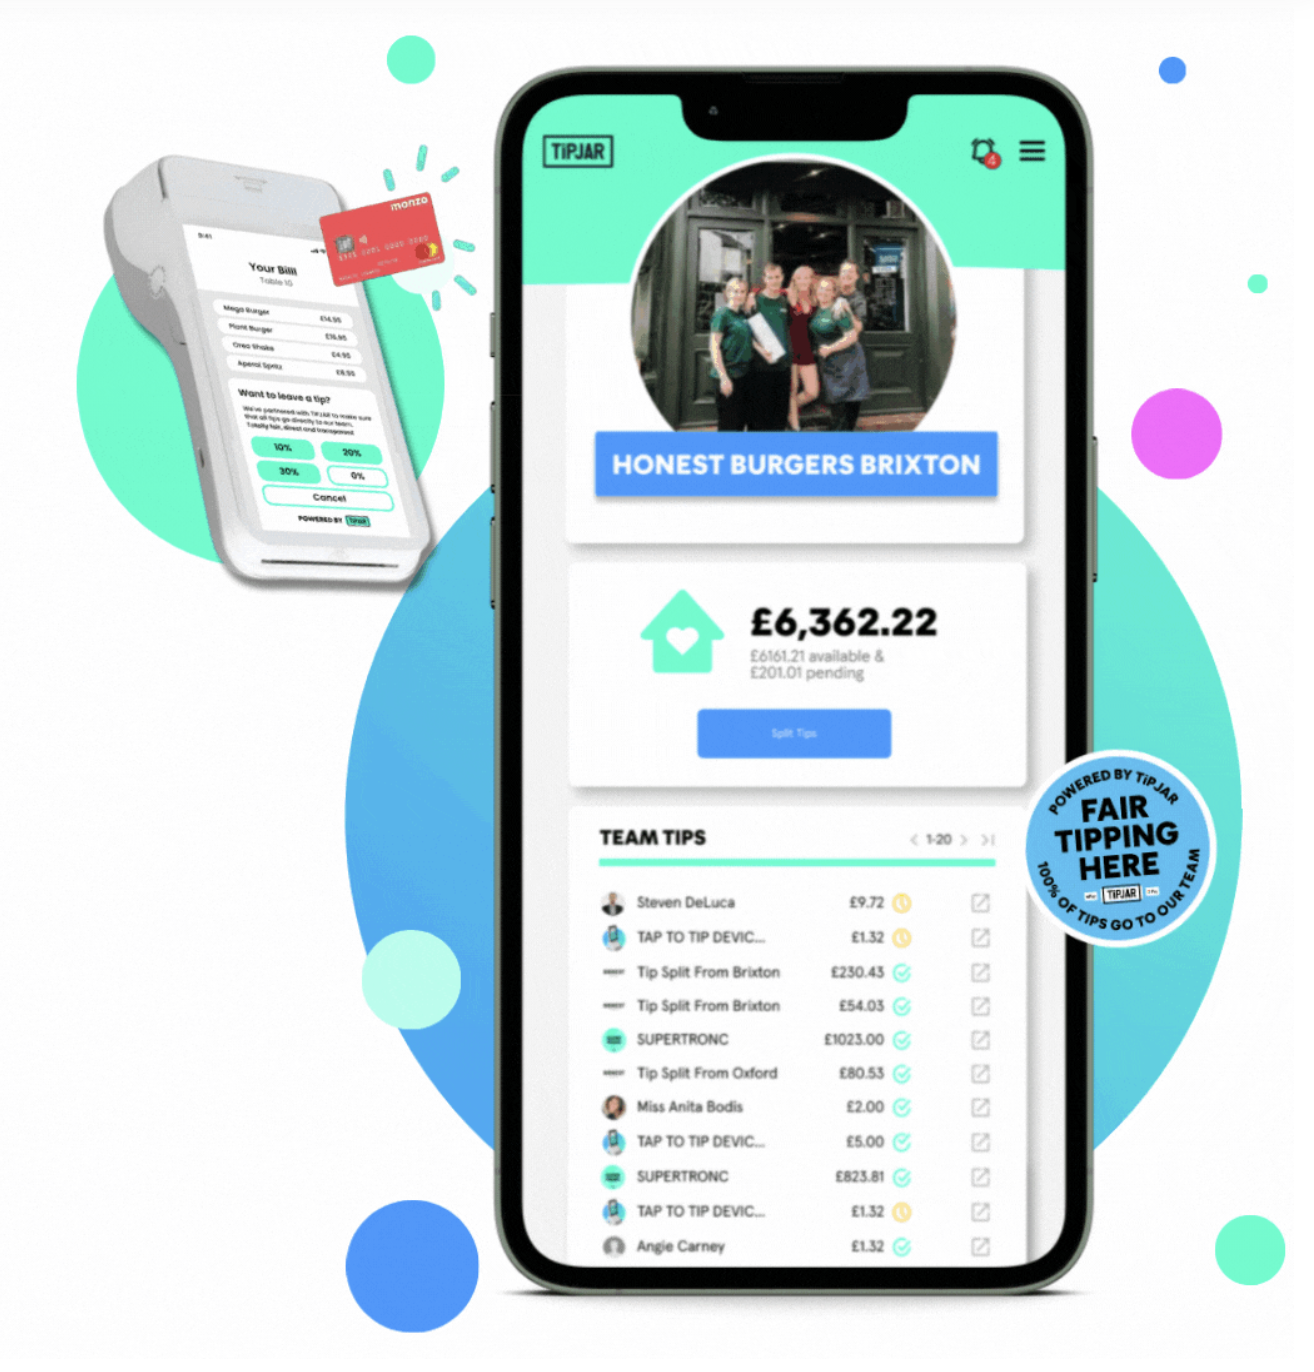 9:41
Your Billl
Table 10
Mega Burger £14.95
Plant Burger £15.95
Oreo Shake £4.95
Aperol Spritz £8.95
Want to leave a tip?
We've partnered with TiPJAR to make sure
that all tips go directly to our team.
Totally fair, direct and transparent
10% 20%
30% 0%
Cancel
POWERED BY TiPJAR
monzo
TiPJAR
4
HONEST BURGERS BRIXTON
£6,362.22
£6161.21 available &
£201.01 pending
Split Tips
TEAM TIPS
1-20
Steven DeLuca £9.72
TAP TO TIP DEVIC... £1.32
Tip Split From Brixton £230.43
Tip Split From Brixton £54.03
SUPERTRONC £1023.00
Tip Split From Oxford £80.53
Miss Anita Bodis £2.00
TAP TO TIP DEVIC... £5.00
SUPERTRONC £823.81
TAP TO TIP DEVIC... £1.32
Angie Carney £1.32
POWERED BY TiPJAR
FAIR
TIPPING
HERE
TiPJAR
100% OF TIPS GO TO OUR TEAM